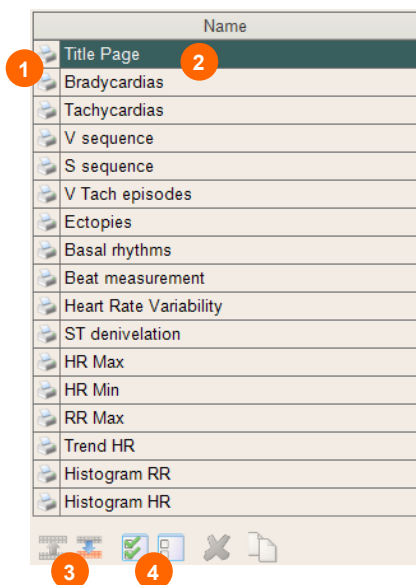 Name
1
Title Page
2
Bradycardias
Tachycardias
V sequence
S sequence
V Tach episodes
Ectopies
Basal rhythms
Beat measurement
Heart Rate Variability
ST denivelation
HR Max
HR Min
RR Max
Trend HR
Histogram RR
Histogram HR
3 4